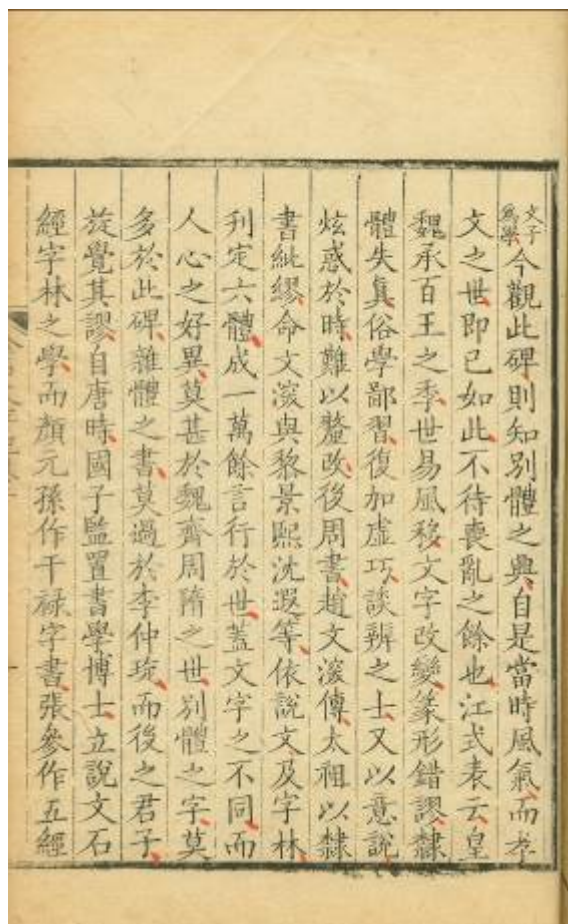 文子爲學今觀此碑則知別體之興自是當時風氣而孝
文之世即已如此不待喪亂之餘也江式表云皇
魏承百王之季世易風移文字改變篆形錯謬隸
體失真俗學鄙習復加虛巧談辨之士又以意說
炫惑於時難以釐改後周書趙文深傳太祖以隸
書紕繆命文深與黎景熙沈遐等依說文及字林
刊定六體成一萬餘言行於世蓋文字之不同而
人心之好異莫甚於魏齊周隋之世別體之字莫
多於此碑雜體之書莫過於李仲琁而後之君子
旋覺其謬自唐時國子監置書學博士立說文石
經字林之學而顏元孫作干祿字書張參作五經